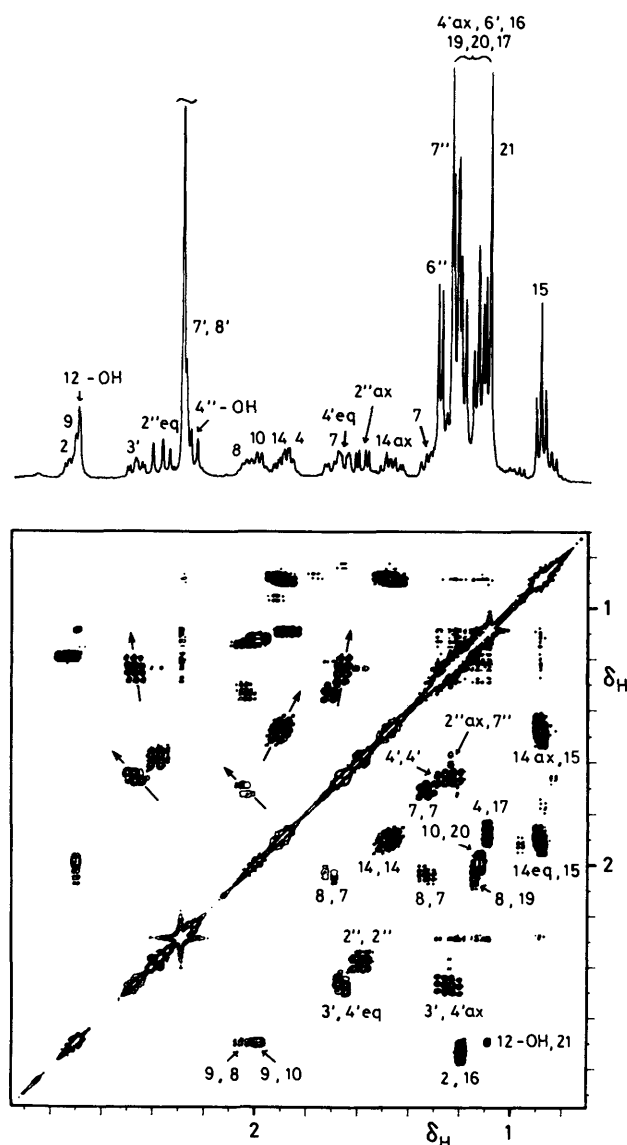 4'ax, 6', 16
19, 20, 17
7''
21
6''
15
7', 8'
12-OH
4''-OH
9
2''ax
2
2''eq
4'eq
3'
8
10
14
4
7
14ax
7
1
δH
2''ax, 7''
4', 4'
14ax, 15
7, 7
4, 17
10, 20
2
14, 14
14eq, 15
8, 7
8, 7
8, 19
2'', 2''
3', 4'eq
3', 4'ax
12-OH, 21
9, 8
9, 10
2, 16
2
δH
1